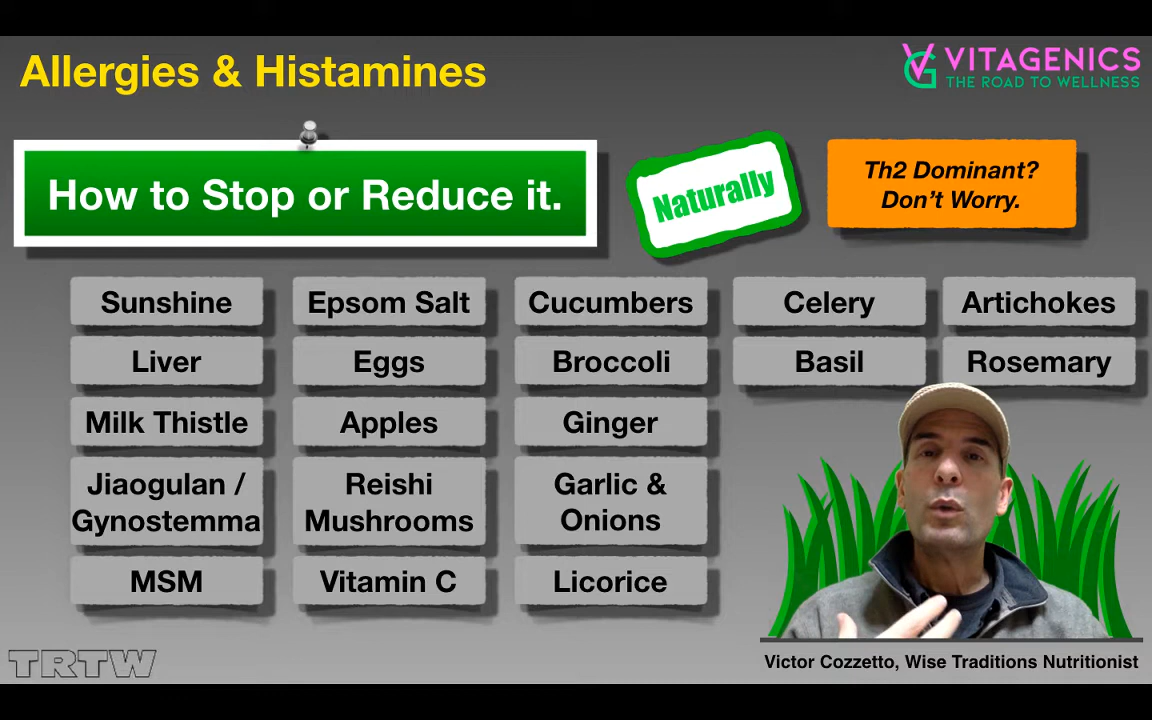 Allergies & Histamines
VITAGENICS
THE ROAD TO WELLNESS
How to Stop or Reduce it.
Naturally
Th2 Dominant?
Don't Worry.
Sunshine
Epsom Salt
Cucumbers
Celery
Artichokes
Liver
Eggs
Broccoli
Basil
Rosemary
Milk Thistle
Apples
Ginger
Jiaogulan /
Gynostemma
Reishi
Mushrooms
Garlic &
Onions
MSM
Vitamin C
Licorice
TRTW
Victor Cozzetto, Wise Traditions Nutritionist